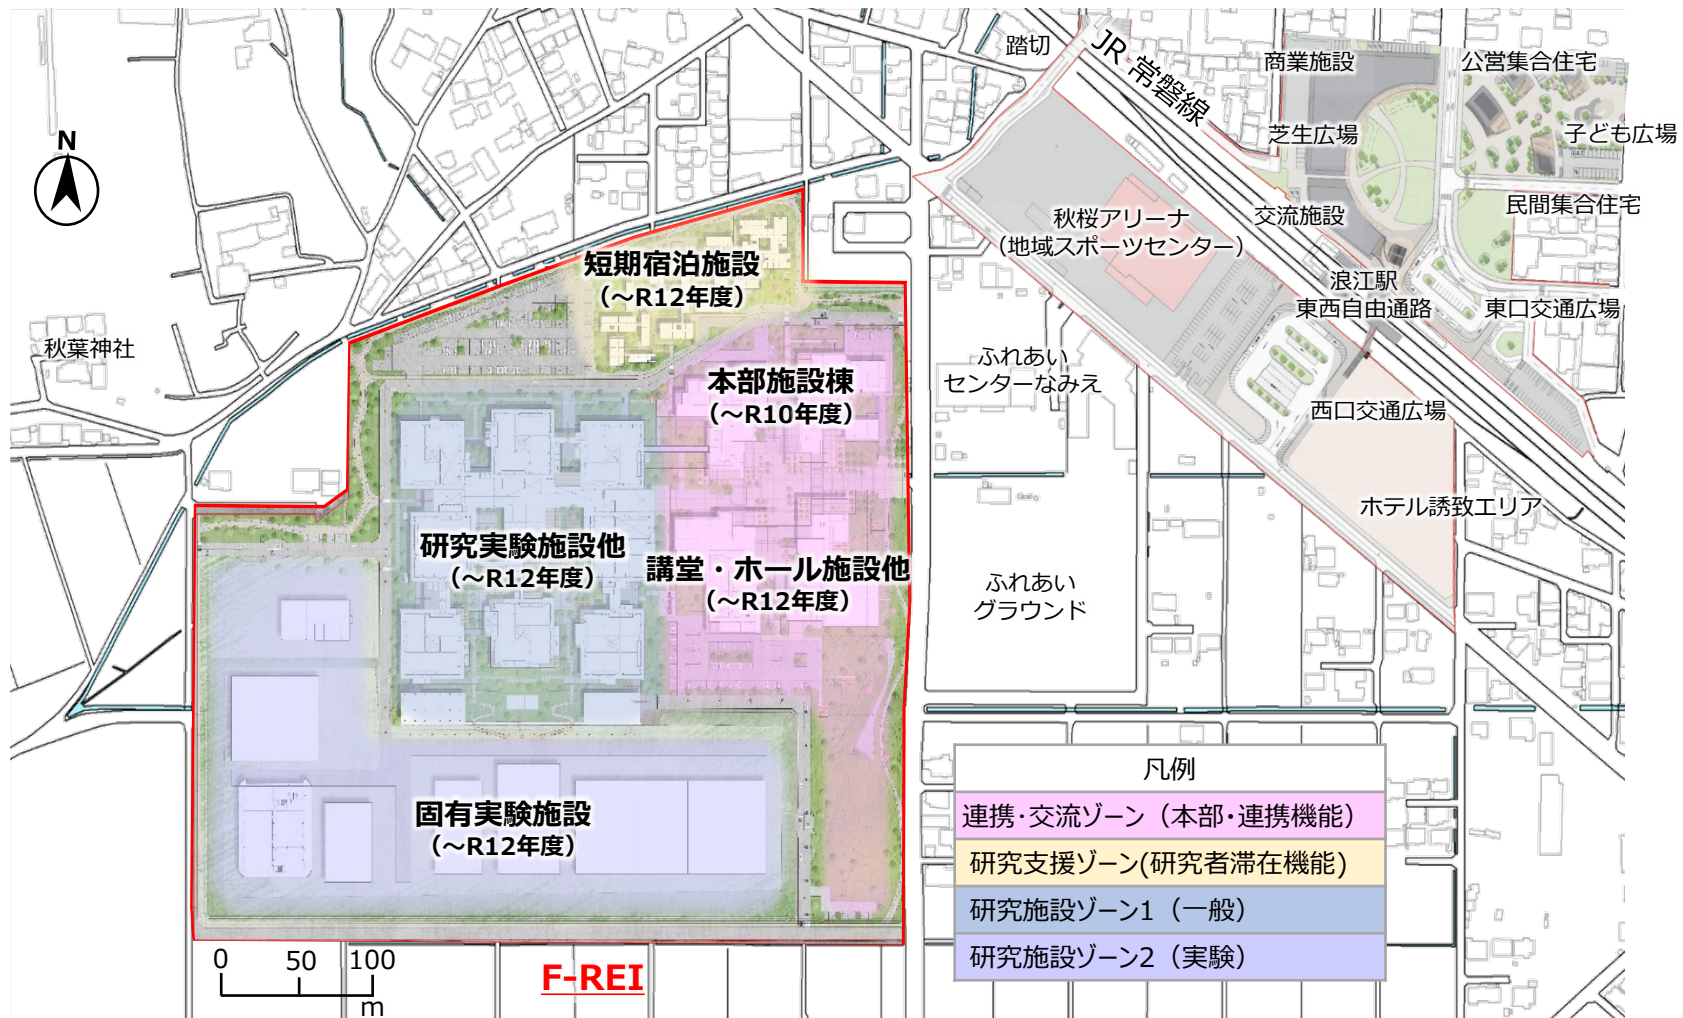 踏切
JR 常磐線
商業施設
公営集合住宅
芝生広場
子ども広場
N
民間集合住宅
秋桜アリーナ
（地域スポーツセンター）
交流施設
短期宿泊施設
（～R12年度）
浪江駅
東西自由通路
東口交通広場
秋葉神社
ふれあい
センターなみえ
本部施設棟
（～R10年度）
西口交通広場
ホテル誘致エリア
研究実験施設他
（～R12年度）
講堂・ホール施設他
（～R12年度）
ふれあい
グラウンド
固有実験施設
（～R12年度）
凡例
連携・交流ゾーン（本部・連携機能）
研究支援ゾーン(研究者滞在機能)
研究施設ゾーン1（一般）
研究施設ゾーン2（実験）
0 50 100
m
F-REI